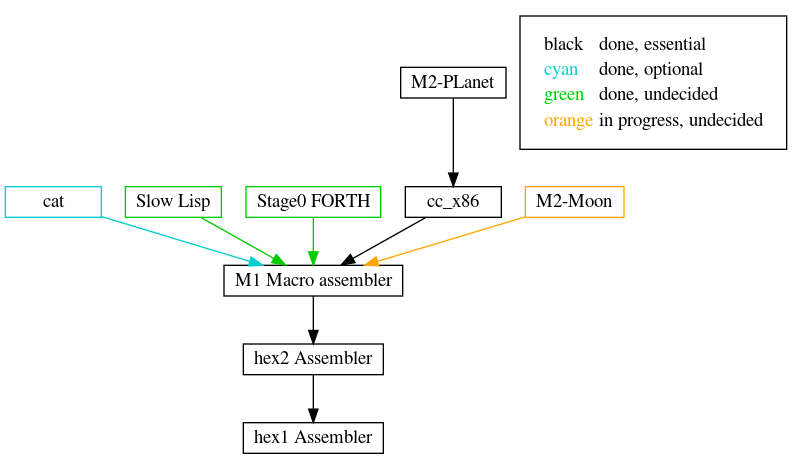 black done, essential
cyan done, optional
green done, undecided
orange in progress, undecided
M2-PLanet
cat
Slow Lisp
Stage0 FORTH
cc_x86
M2-Moon
M1 Macro assembler
hex2 Assembler
hex1 Assembler